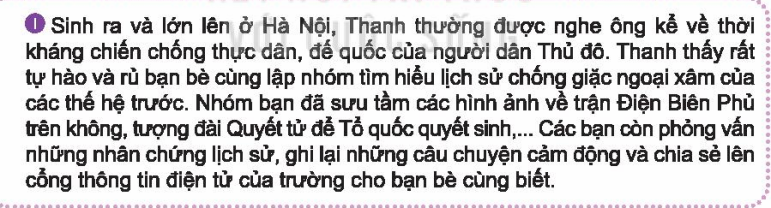 1 Sinh ra và lớn lên ở Hà Nội, Thanh thường được nghe ông kể về thời
kháng chiến chống thực dân, đế quốc của người dân Thủ đô. Thanh thấy rất
tự hào và rủ bạn bè cùng lập nhóm tìm hiểu lịch sử chống giặc ngoại xâm của
các thế hệ trước. Nhóm bạn đã sưu tầm các hình ảnh về trận Điện Biên Phủ
trên không, tượng đài Quyết tử để Tổ quốc quyết sinh,... Các bạn còn phỏng vấn
những nhân chứng lịch sử, ghi lại những câu chuyện cảm động và chia sẻ lên
cổng thông tin điện tử của trường cho bạn bè cùng biết.